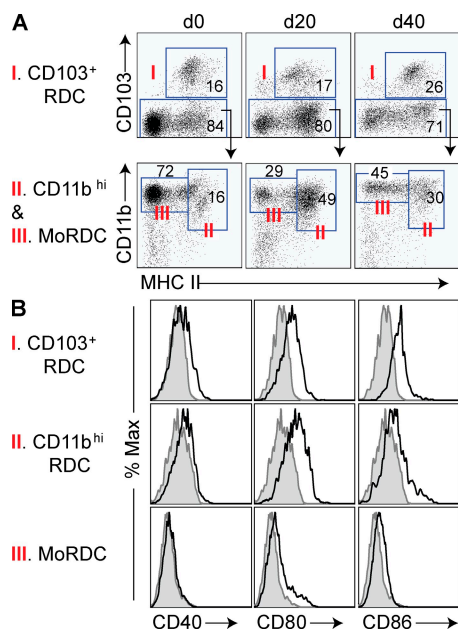 A
d0 d20 d40
I. CD103+
RDC
CD103
I I I
16 17 26
84 80 71
II. CD11b hi
&
III. MoRDC
CD11b
72 29 45
16 49 30
III III III
II II II
MHC II
B
I. CD103+
RDC
II. CD11b hi
RDC
% Max
III. MoRDC
CD40 CD80 CD86